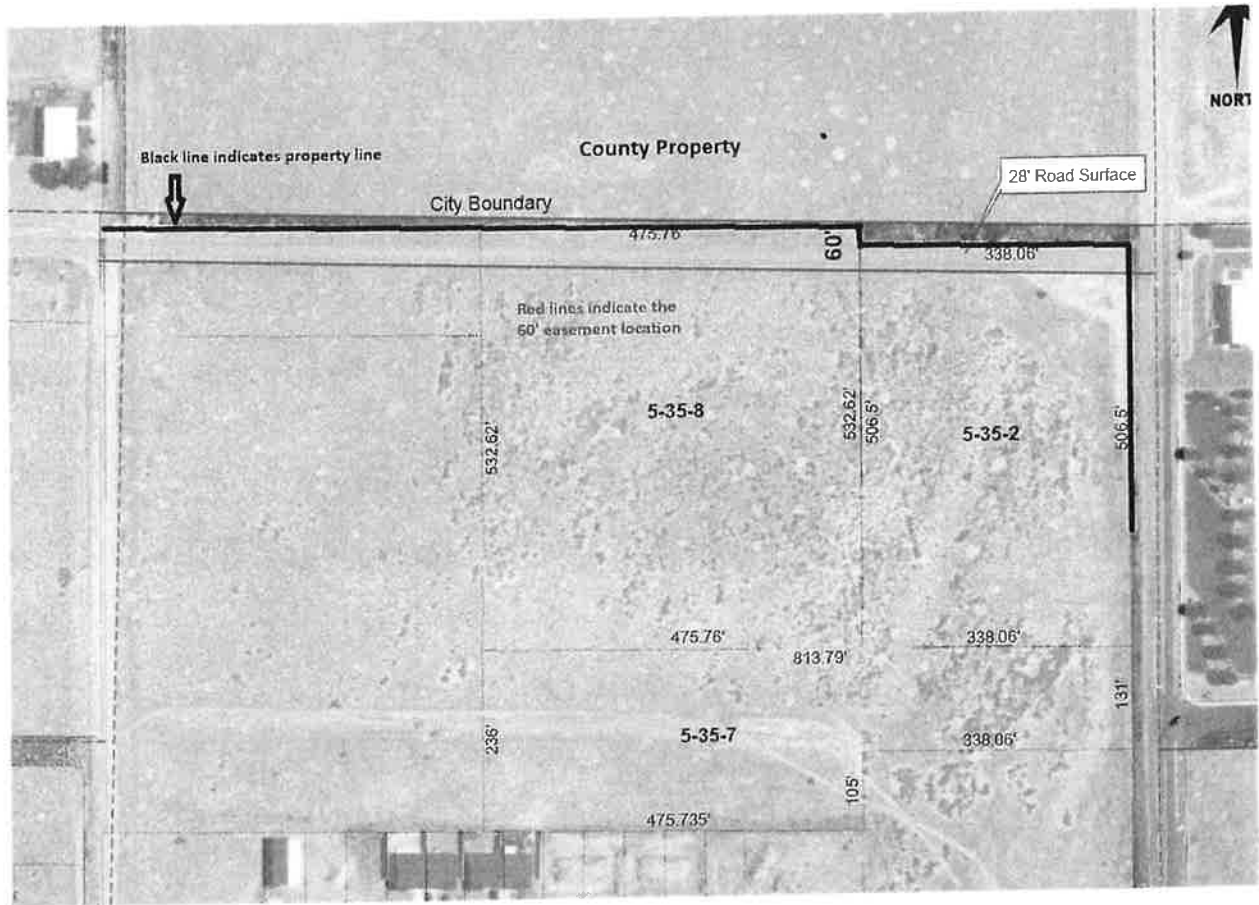 NORT
County Property
Black line indicates property line
28' Road Surface
City Boundary
475.76'
60'
338.06'
Red lines indicate the
60' easement location
5-35-8
532.62'
506.5'
5-35-2
506.5'
532.62'
475.76'
338.06'
813.79'
131'
236'
5-35-7
338.06'
105'
475.735'